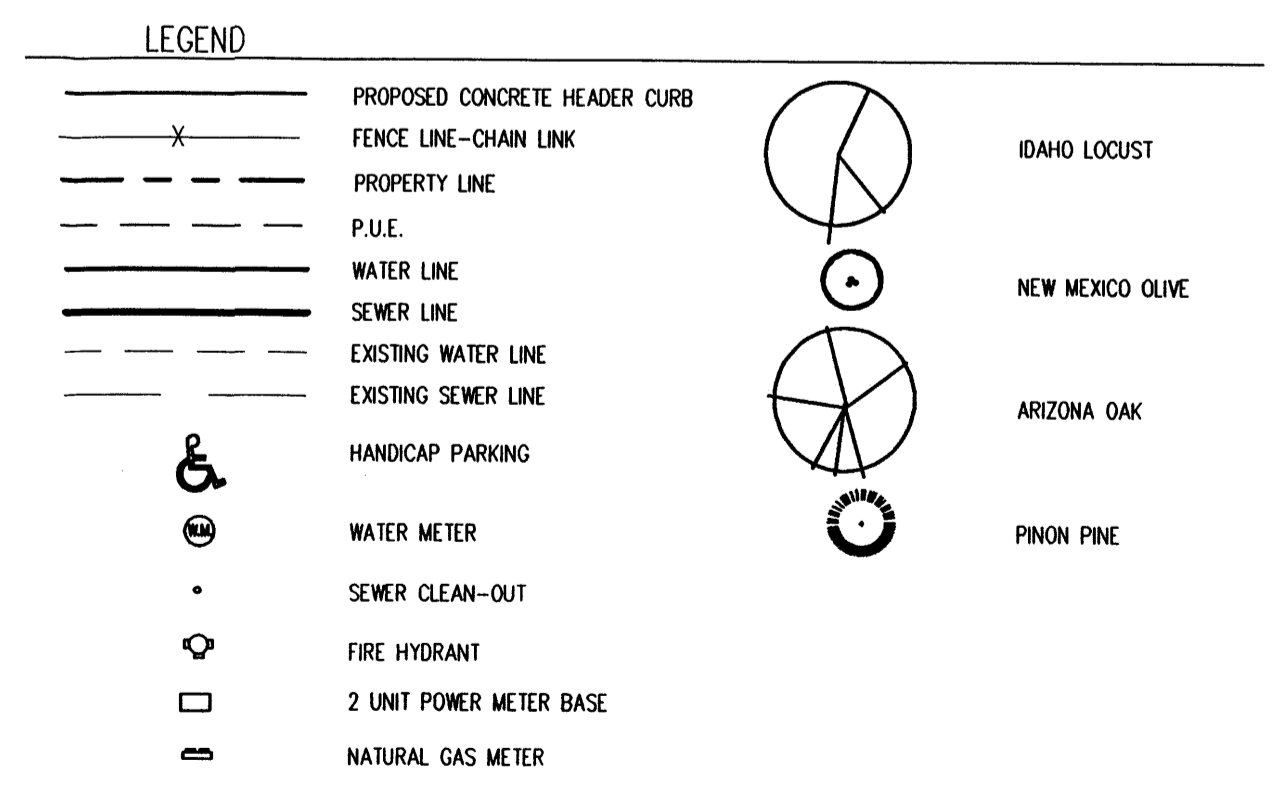 LEGEND
PROPOSED CONCRETE HEADER CURB
FENCE LINE-CHAIN LINK
X
PROPERTY LINE
P.U.E.
WATER LINE
SEWER LINE
EXISTING WATER LINE
EXISTING SEWER LINE
HANDICAP PARKING
W.M.
WATER METER
SEWER CLEAN-OUT
FIRE HYDRANT
2 UNIT POWER METER BASE
NATURAL GAS METER
IDAHO LOCUST
NEW MEXICO OLIVE
ARIZONA OAK
PINON PINE